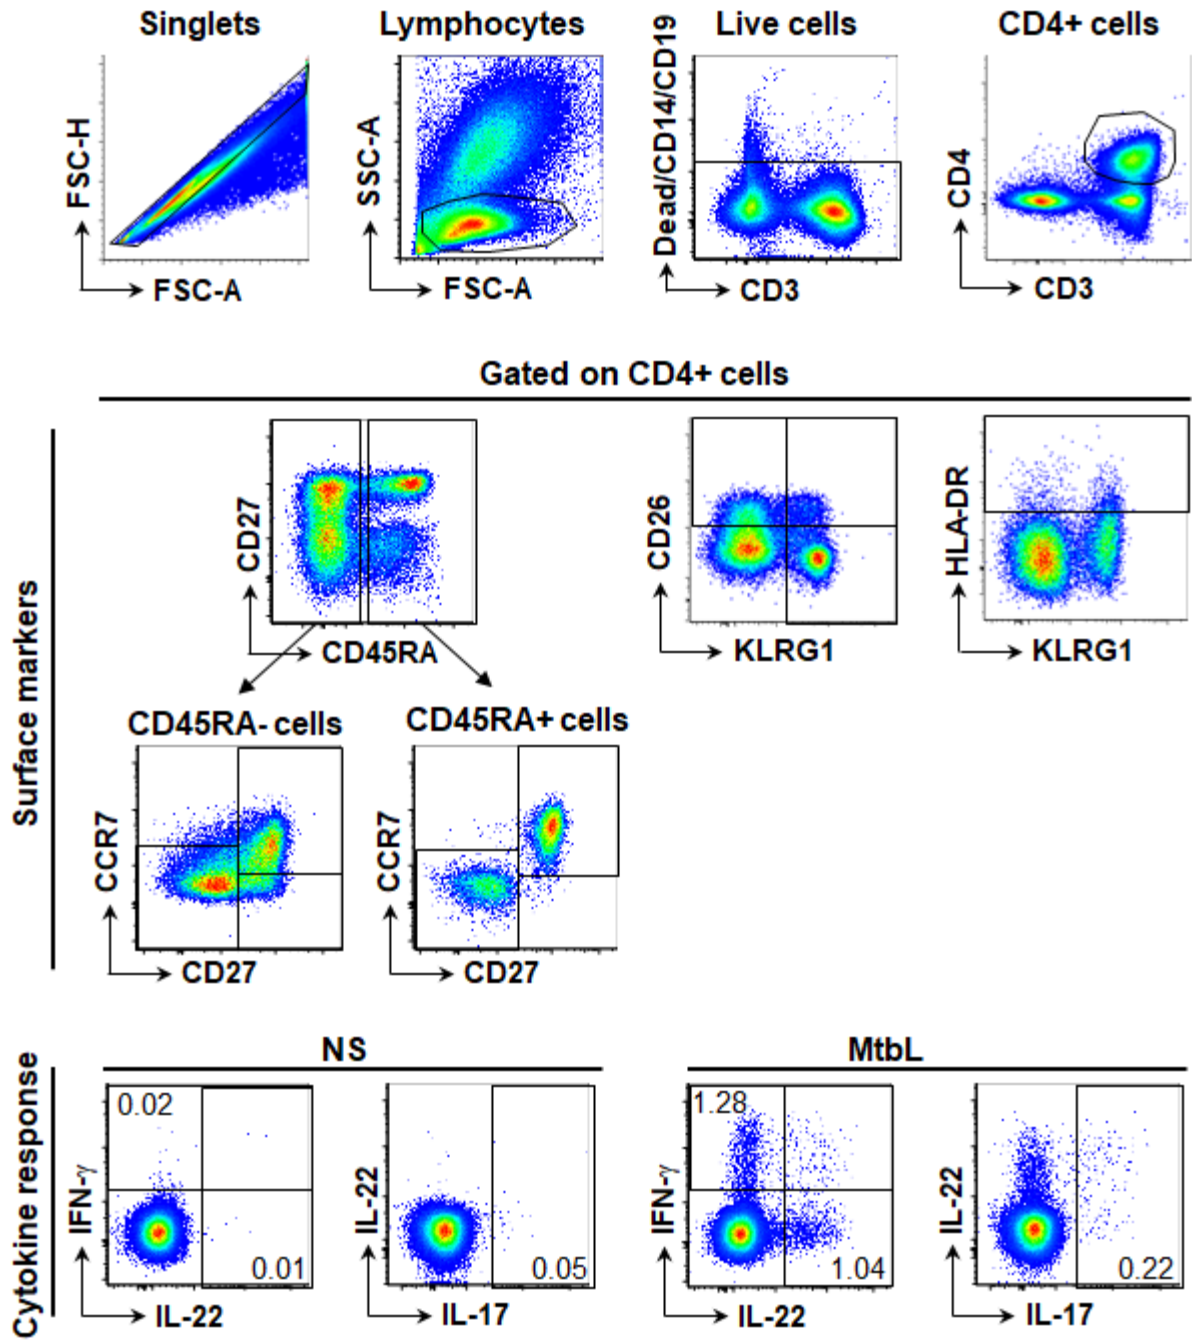 Singlets
Lymphocytes
Live cells
CD4+ cells
FSC-H
FSC-A
SSC-A
FSC-A
Dead/CD14/CD19
CD3
CD4
CD3
Gated on CD4+ cells
Surface markers
CD27
CD45RA
CD26
KLRG1
HLA-DR
KLRG1
CD45RA- cells
CD45RA+ cells
CCR7
CD27
CCR7
CD27
Cytokine response
NS
MtbL
0.02
0.01
IFN-γ
IL-22
0.05
IL-22
IL-17
1.28
1.04
IFN-γ
IL-22
0.22
IL-22
IL-17